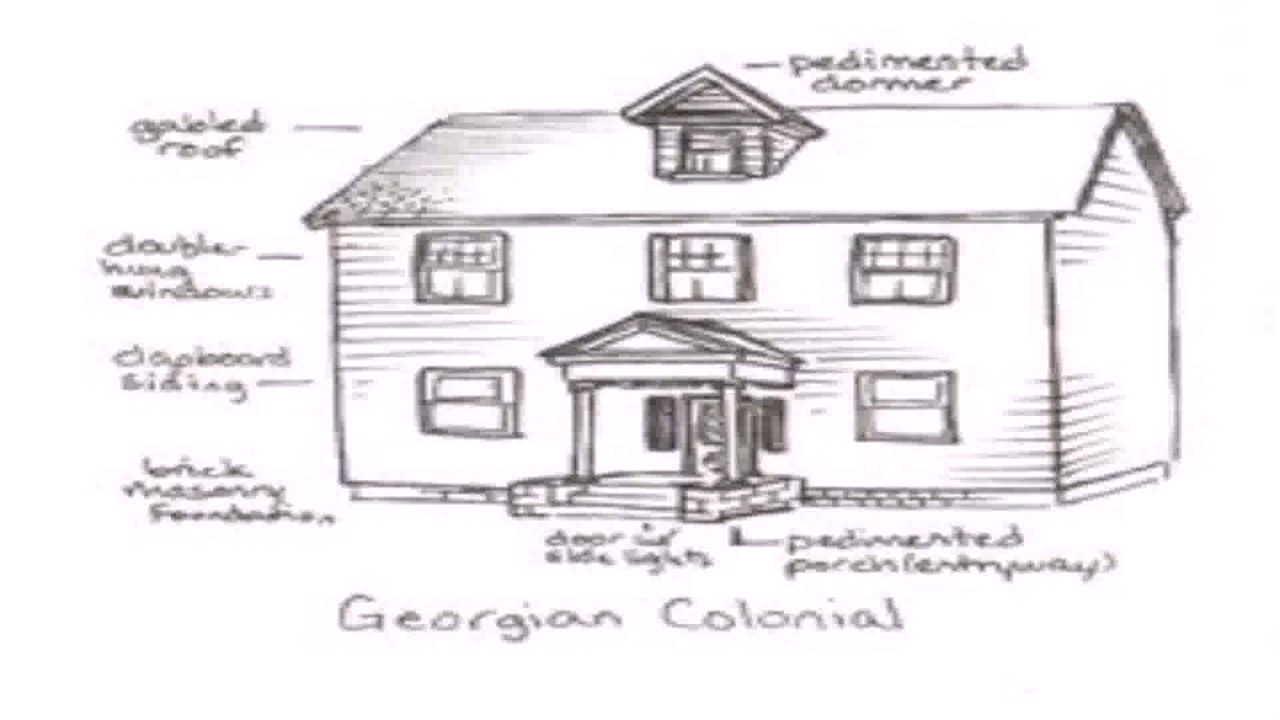 pedimented
dormer
gabled
roof
double
hung
windows
clapboard
siding
brick
masonry
foundation
door w/
side lights
pedimented
porch (entryway)
Georgian Colonial